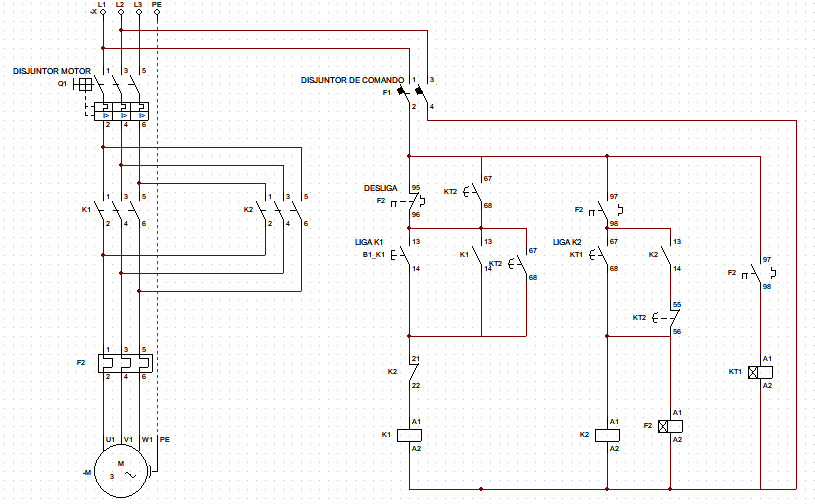 L1 L2 L3 PE
-X
DISJUNTOR MOTOR
Q1
1 3 5
I> I> I>
2 4 6
DISJUNTOR DE COMANDO
F1
1 3
2 4
K1
1 3 5
2 4 6
K2
1 3 5
2 4 6
F2
1 3 5
2 4 6
U1 V1 W1 PE
-M
M
3
DESLIGA
F2
95
96
KT2
67
68
LIGA K1
B1_K1
13
14
K1
13
14
KT2
67
68
K2
21
22
K1
A1
A2
F2
97
98
LIGA K2
KT1
67
68
K2
13
14
KT2
55
56
K2
A1
A2
F2
A1
A2
F2
97
98
KT1
A1
A2